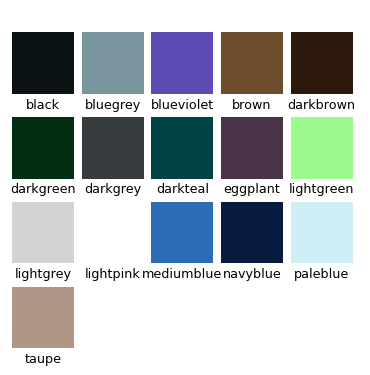 black bluegrey blueviolet brown darkbrown
darkgreen darkgrey darkteal eggplant lightgreen
lightgrey lightpink mediumblue navyblue paleblue
taupe